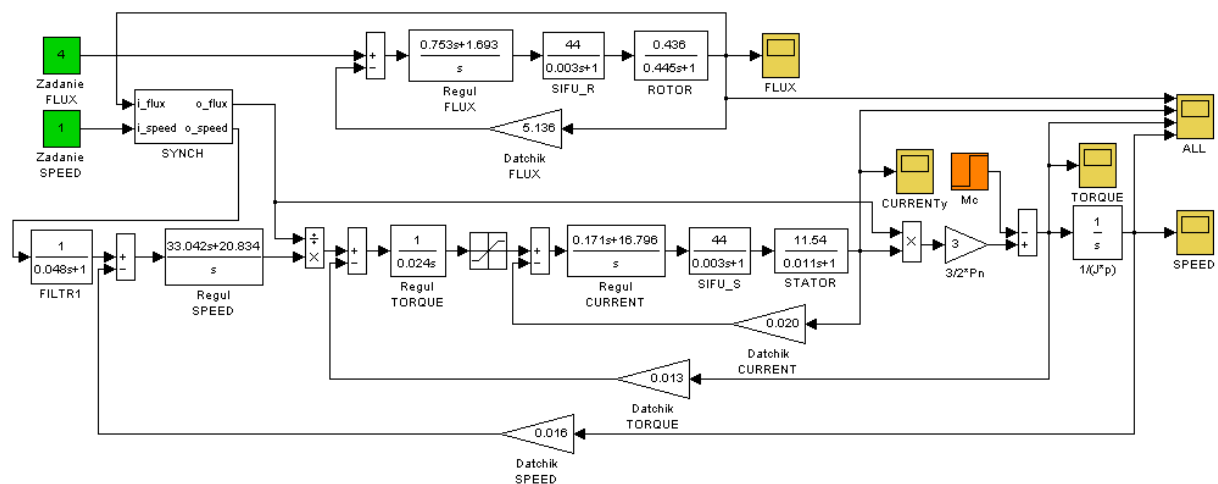 4
Zadanie
FLUX
1
Zadanie
SPEED
i_flux o_flux
i_speed o_speed
SYNCH
+
−
0.753s+1.693
s
Regul
FLUX
44
0.003s+1
SIFU_R
0.436
0.445s+1
ROTOR
FLUX
5.136
Datchik
FLUX
ALL
CURRENTy
Mc
TORQUE
SPEED
1
0.048s+1
FILTR1
+
−
33.042s+20.834
s
Regul
SPEED
÷
×
+
−
1
0.024s
Regul
TORQUE
+
−
0.171s+16.796
s
Regul
CURRENT
44
0.003s+1
SIFU_S
11.54
0.011s+1
STATOR
×
3
3/2*Pn
−
+
1
s
1/(J*p)
0.020
Datchik
CURRENT
0.013
Datchik
TORQUE
0.016
Datchik
SPEED